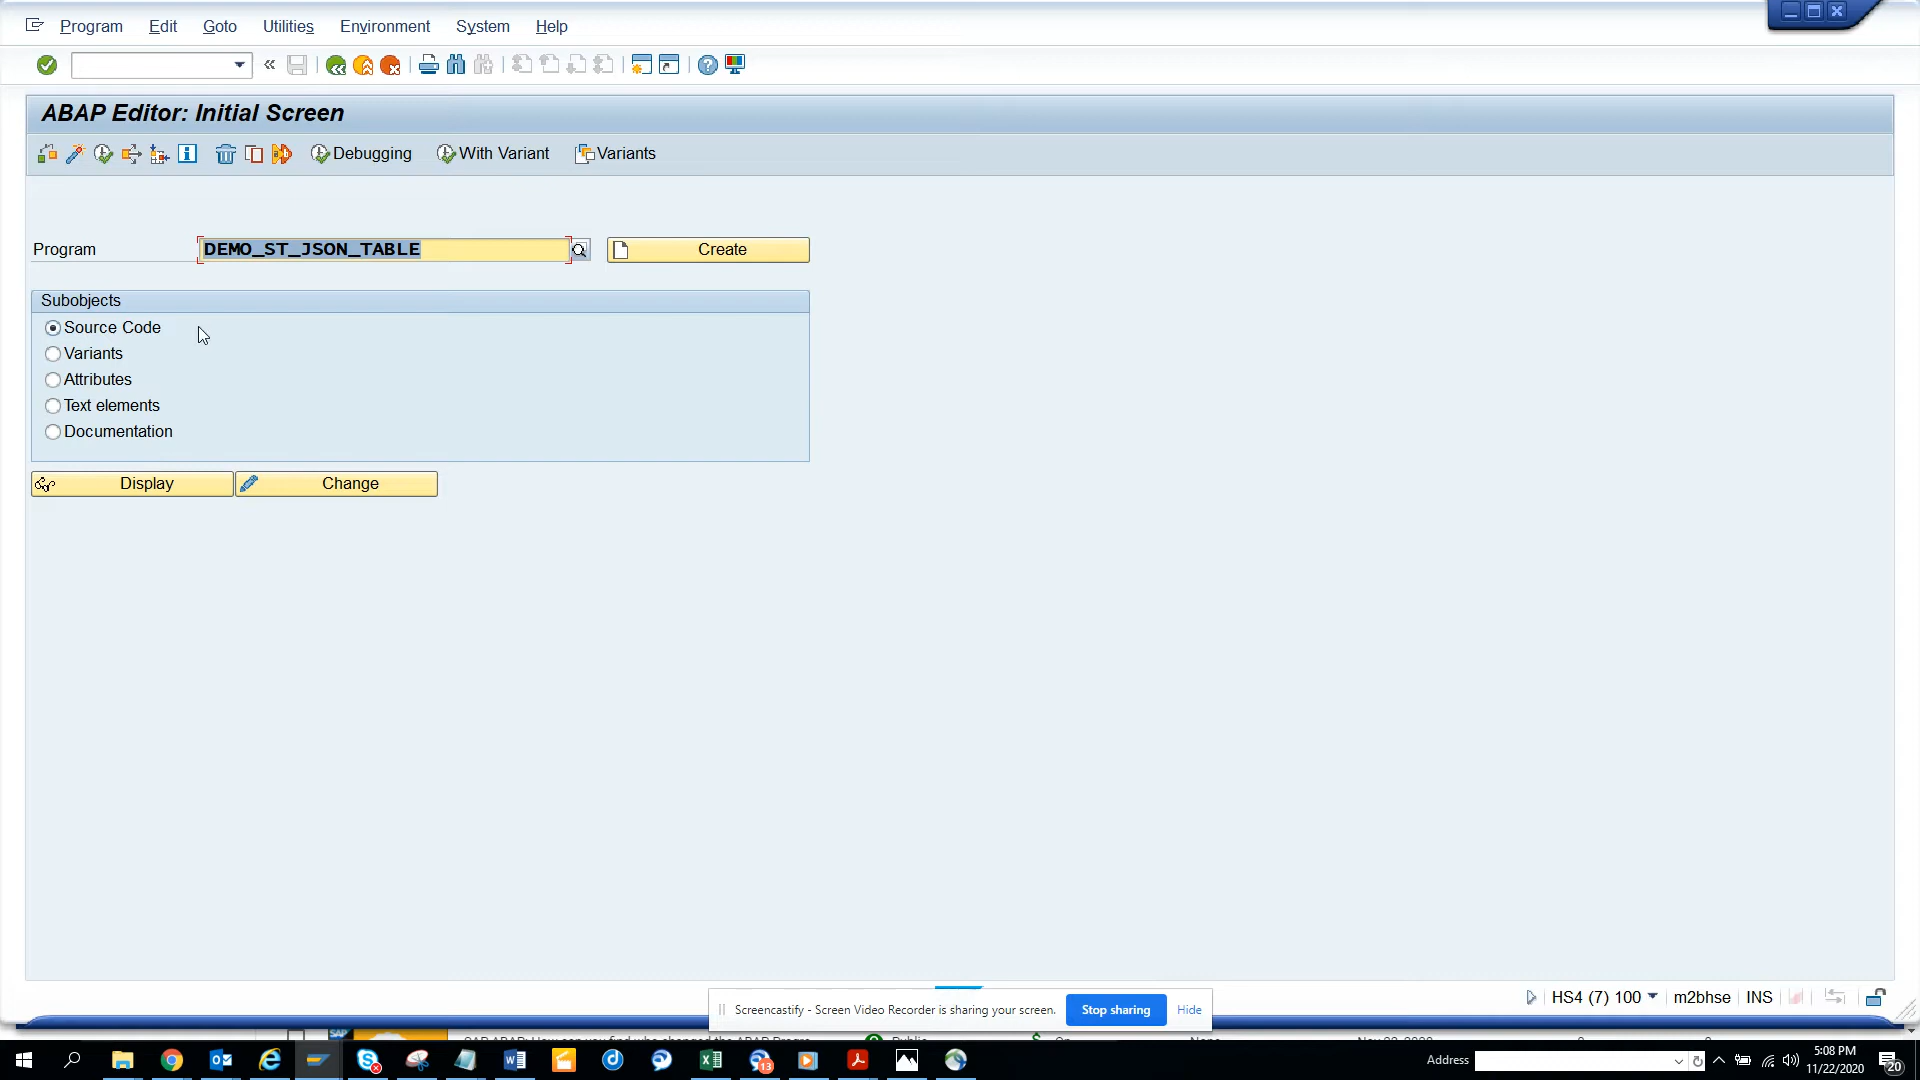 Program Edit Goto Utilities Environment System Help
ABAP Editor: Initial Screen
Debugging With Variant Variants
Program DEMO_ST_JSON_TABLE Create
Subobjects
Source Code
Variants
Attributes
Text elements
Documentation
Display Change
HS4 (7) 100 m2bhse INS
Screencastify - Screen Video Recorder is sharing your screen. Stop sharing Hide
5:08 PM
Address
11/22/2020
13
20